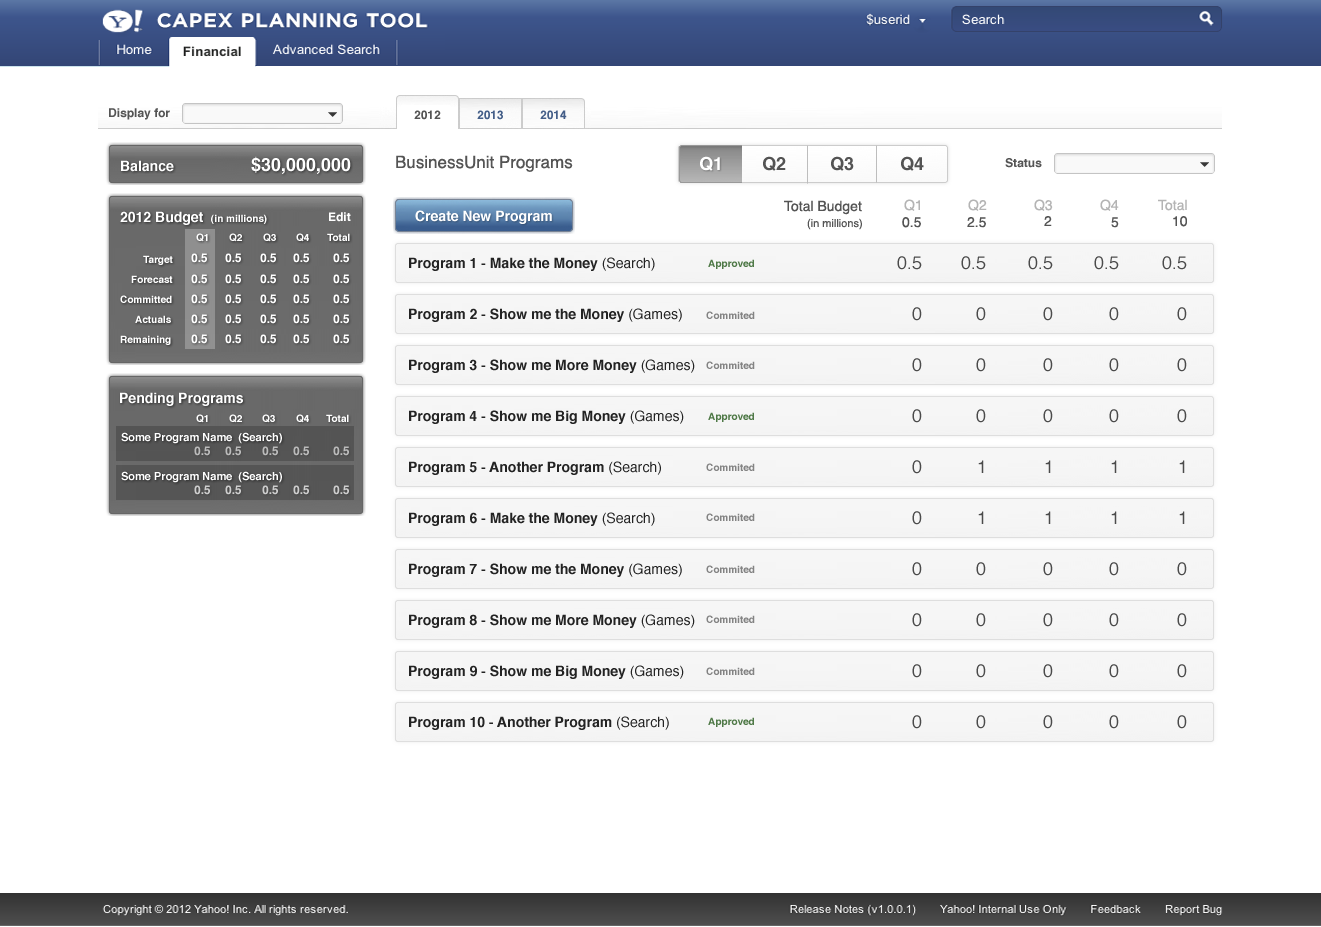 Y! CAPEX PLANNING TOOL
$userid
Search
Home Financial Advanced Search
Display for
2012 2013 2014
Balance $30,000,000
2012 Budget (in millions) Edit
Q1 Q2 Q3 Q4 Total
Target 0.5 0.5 0.5 0.5 0.5
Forecast 0.5 0.5 0.5 0.5 0.5
Committed 0.5 0.5 0.5 0.5 0.5
Actuals 0.5 0.5 0.5 0.5 0.5
Remaining 0.5 0.5 0.5 0.5 0.5
Pending Programs
Q1 Q2 Q3 Q4 Total
Some Program Name (Search)
0.5 0.5 0.5 0.5 0.5
Some Program Name (Search)
0.5 0.5 0.5 0.5 0.5
BusinessUnit Programs
Q1 Q2 Q3 Q4
Status
Create New Program
Total Budget Q1 Q2 Q3 Q4 Total
(in millions) 0.5 2.5 2 5 10
Program 1 - Make the Money (Search) Approved 0.5 0.5 0.5 0.5 0.5
Program 2 - Show me the Money (Games) Commited 0 0 0 0 0
Program 3 - Show me More Money (Games) Commited 0 0 0 0 0
Program 4 - Show me Big Money (Games) Approved 0 0 0 0 0
Program 5 - Another Program (Search) Commited 0 1 1 1 1
Program 6 - Make the Money (Search) Commited 0 1 1 1 1
Program 7 - Show me the Money (Games) Commited 0 0 0 0 0
Program 8 - Show me More Money (Games) Commited 0 0 0 0 0
Program 9 - Show me Big Money (Games) Commited 0 0 0 0 0
Program 10 - Another Program (Search) Approved 0 0 0 0 0
Copyright © 2012 Yahoo! Inc. All rights reserved.
Release Notes (v1.0.0.1) Yahoo! Internal Use Only Feedback Report Bug